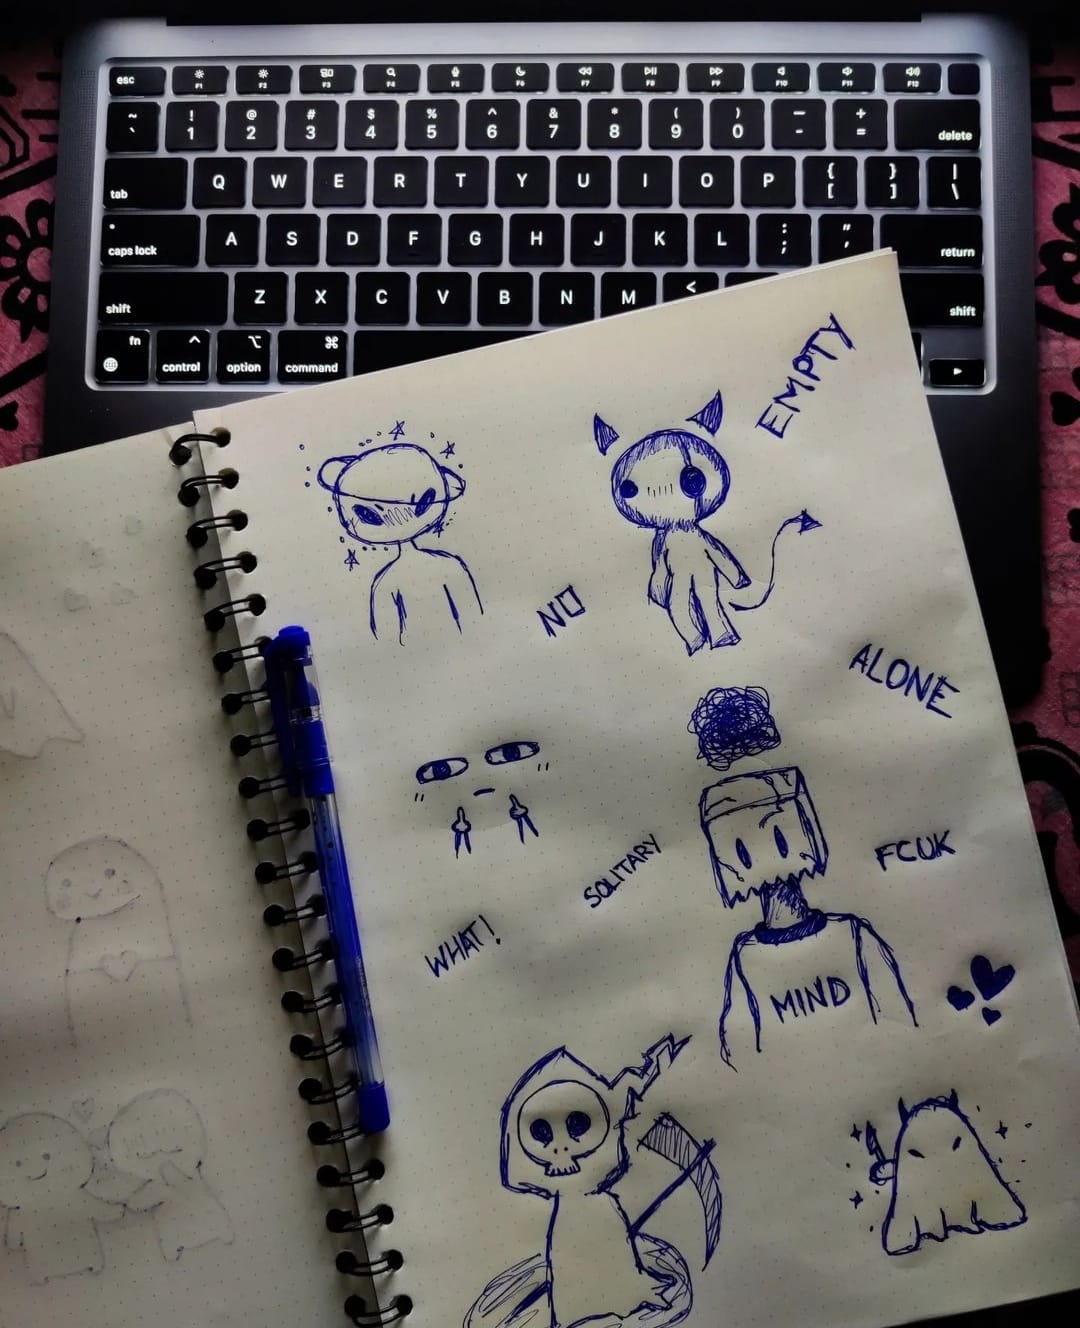 esc F1 F2 F3 F4 F5 F6 F7 F8 F9 F10 F11 F12
~ ` ! 1 @ 2 # 3 $ 4 % 5 ^ 6 & 7 * 8 ( 9 ) 0 — - + = delete
tab Q W E R T Y U I O P { [ } ] | \
caps lock A S D F G H J K L : ; " ' return
shift Z X C V B N M < shift
fn control ^ option ⌥ command ⌘
EMPTY
NO
ALONE
SOLITARY
FCUK
WHAT!
MIND